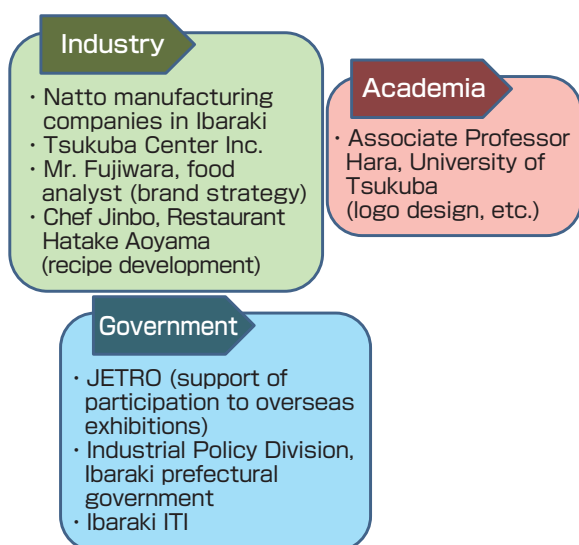 Industry
・Natto manufacturing
companies in Ibaraki
・Tsukuba Center Inc.
・Mr. Fujiwara, food
analyst (brand strategy)
・Chef Jinbo, Restaurant
Hatake Aoyama
(recipe development)
Academia
・Associate Professor
Hara, University of
Tsukuba
(logo design, etc.)
Government
・JETRO (support of
participation to overseas
exhibitions)
・Industrial Policy Division,
Ibaraki prefectural
government
・Ibaraki ITI